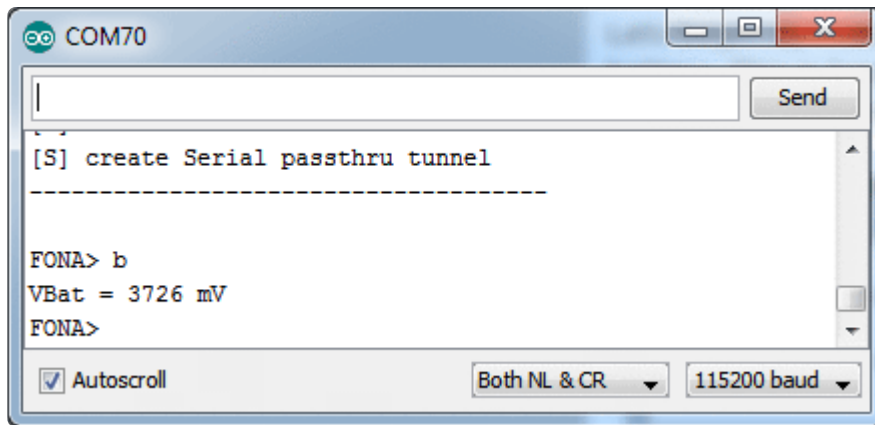 COM70
Send
[S] create Serial passthru tunnel
-------------------------------------
FONA> b
VBat = 3726 mV
FONA>
Autoscroll
Both NL & CR
115200 baud